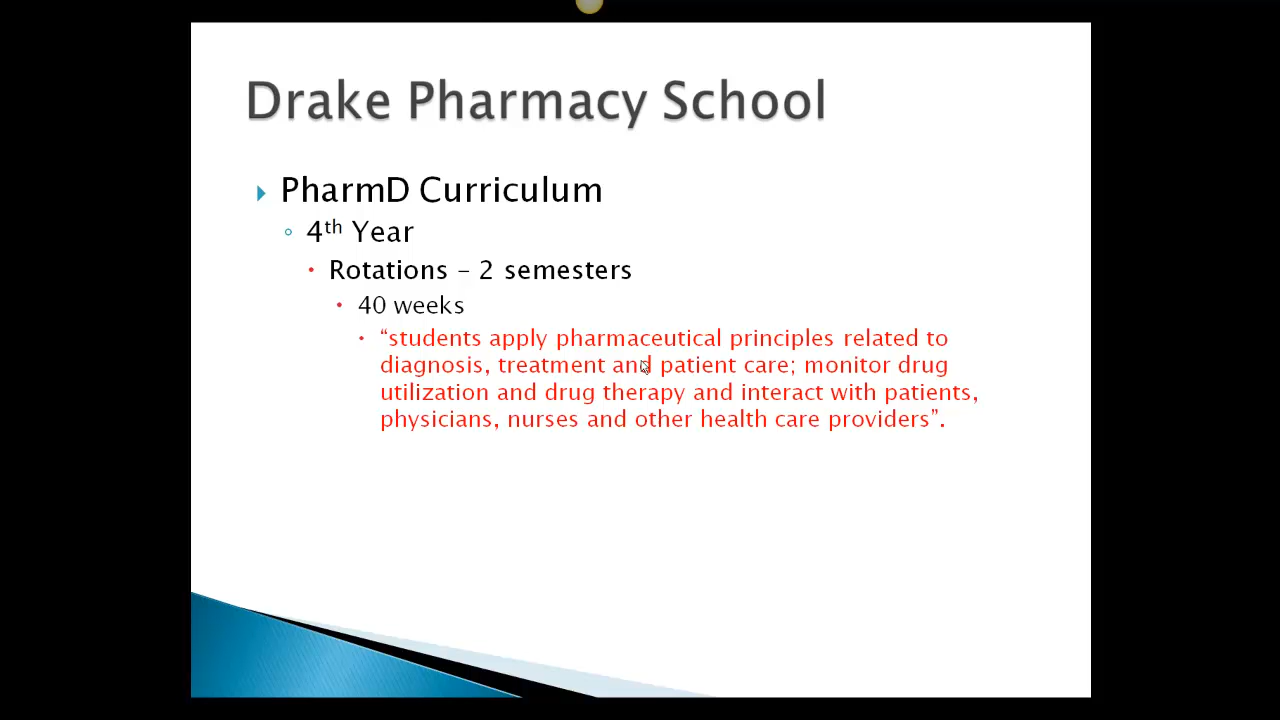 Drake Pharmacy School
PharmD Curriculum
4th Year
Rotations – 2 semesters
40 weeks
“students apply pharmaceutical principles related to
diagnosis, treatment and patient care; monitor drug
utilization and drug therapy and interact with patients,
physicians, nurses and other health care providers”.